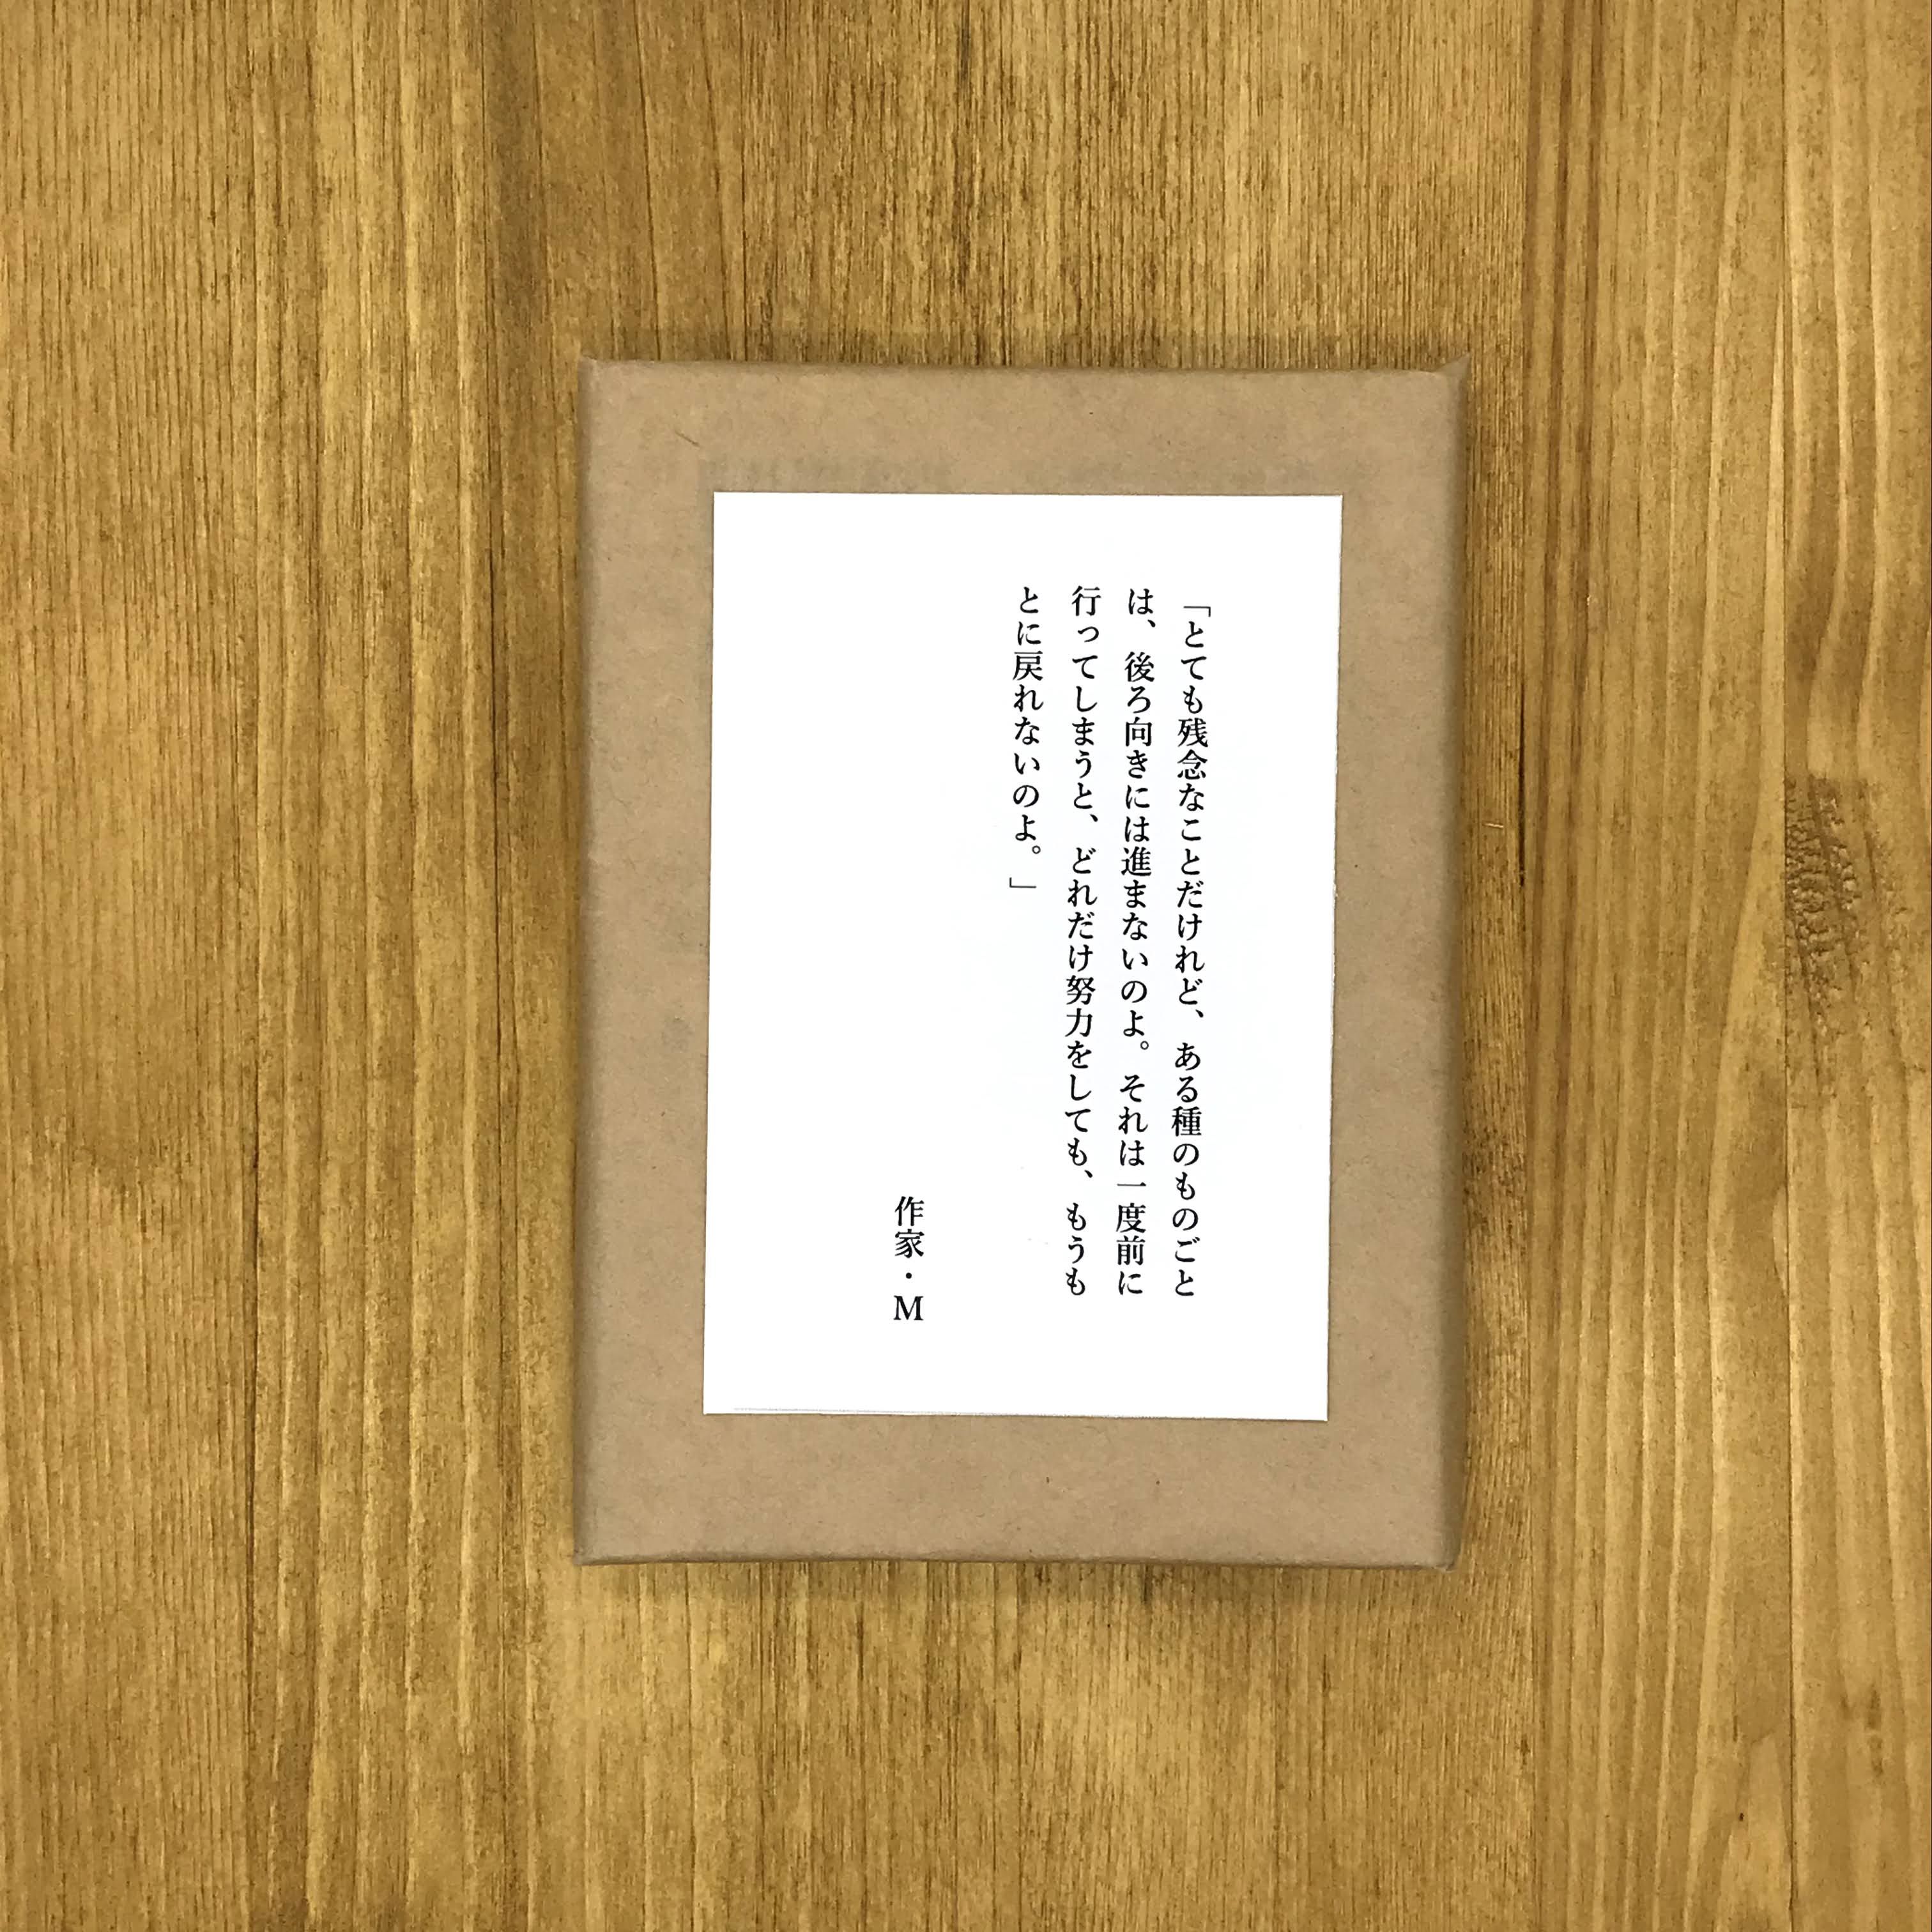 「とても残念なことだけれど、ある種のものごと
は、後ろ向きには進まないのよ。それは一度前に
行ってしまうと、どれだけ努力をしても、もうも
とに戻れないのよ。」
作家・M